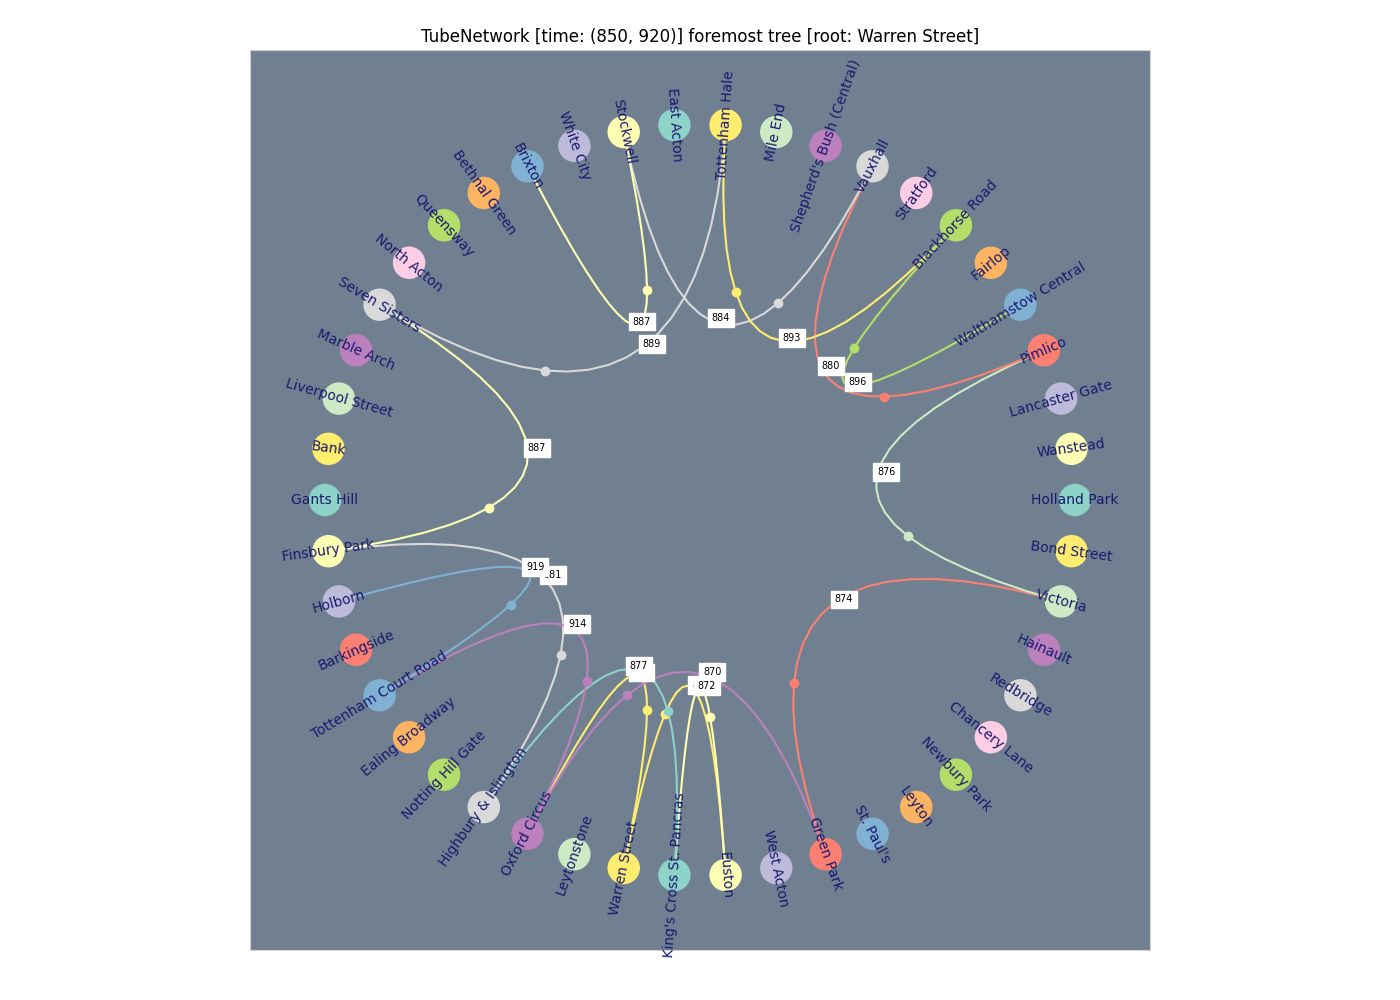 TubeNetwork [time: (850, 920)] foremost tree [root: Warren Street]
Tottenham Hale
East Acton
Mile End
Stockwell
Shepherd's Bush (Central)
White City
Vauxhall
Brixton
Stratford
Bethnal Green
Blackhorse Road
Queensway
Fairlop
North Acton
Walthamstow Central
Seven Sisters
Pimlico
Marble Arch
Lancaster Gate
Liverpool Street
Wanstead
Bank
Holland Park
Gants Hill
Bond Street
Finsbury Park
Victoria
Holborn
Hainault
Barkingside
Redbridge
Tottenham Court Road
Chancery Lane
Ealing Broadway
Newbury Park
Notting Hill Gate
Leyton
Highbury & Islington
St. Paul's
Oxford Circus
Green Park
Leytonstone
West Acton
Warren Street
Euston
King's Cross St. Pancras
887
884
889
893
880
896
887
876
919
874
914
877
870
872